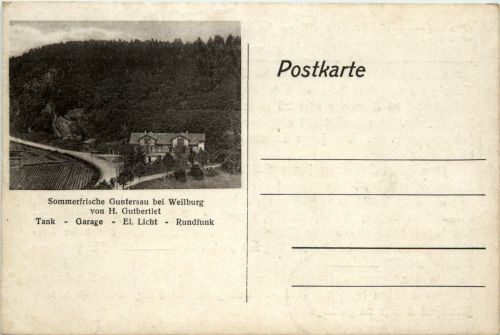 Sommerfrische Guntersau bei Weilburg
von H. Gutbertlet
Tank - Garage - El. Licht - Rundfunk
Postkarte